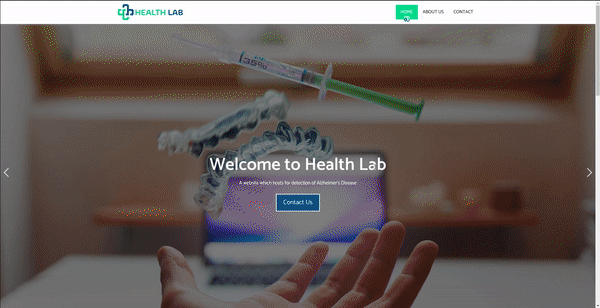 HEALTH LAB
HOME
ABOUT US
CONTACT
35%
Welcome to Health Lab
A website which hosts for detection of Alzheimer's Disease
Contact Us